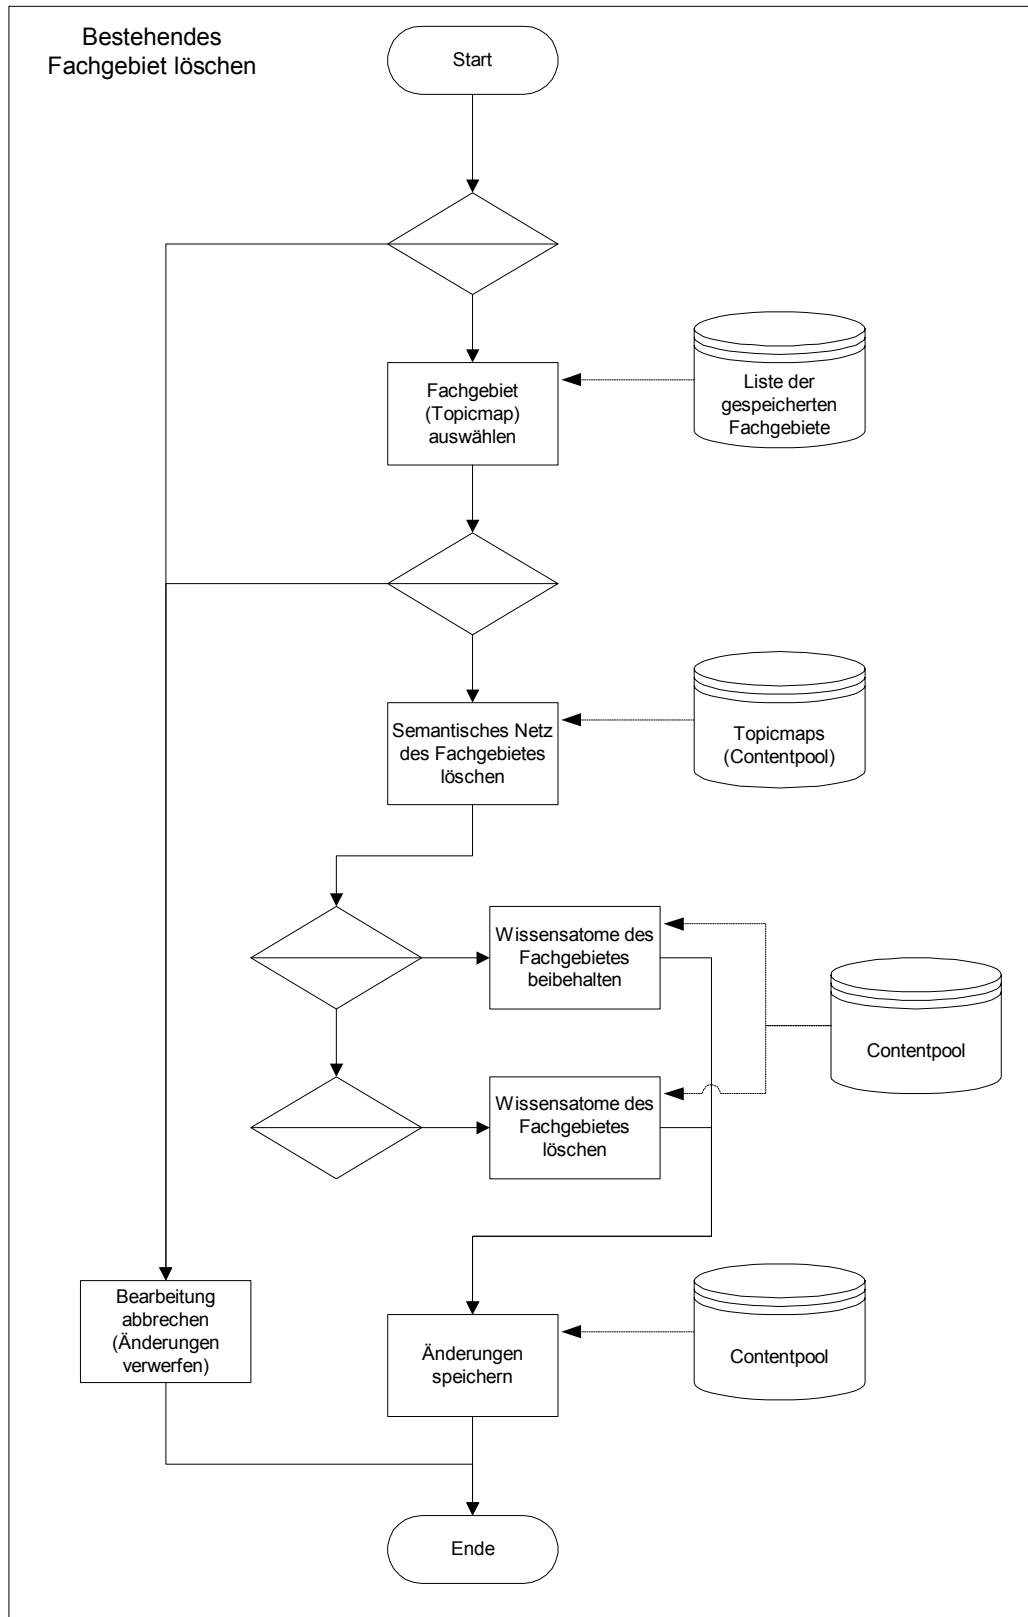 Bestehendes
Fachgebiet löschen
Start
Fachgebiet
(Topicmap)
auswählen
Liste der
gespeicherten
Fachgebiete
Semantisches Netz
des Fachgebietes
löschen
Topicmaps
(Contentpool)
Wissensatome des
Fachgebietes
beibehalten
Contentpool
Wissensatome des
Fachgebietes
löschen
Bearbeitung
abbrechen
(Änderungen
verwerfen)
Änderungen
speichern
Contentpool
Ende